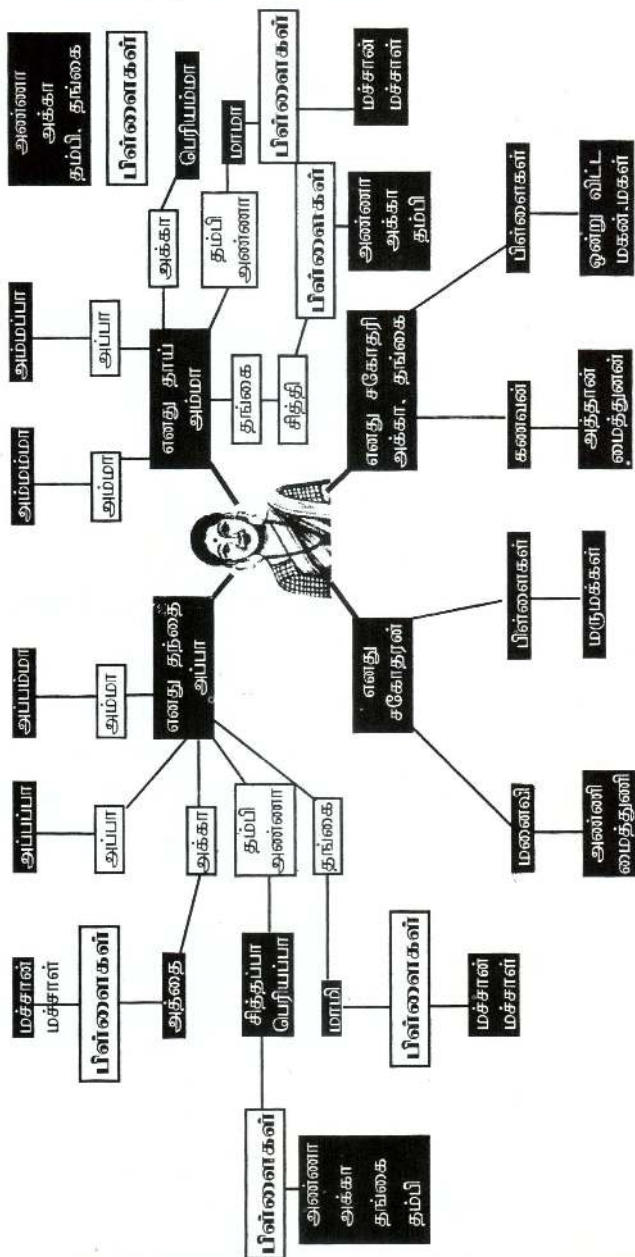 மச்சான்
மச்சாள்
பிள்ளைகள்
அத்தை
அப்பப்பா
அப்பா
அக்கா
அப்பம்மா
அம்மா
எனது தந்தை
அப்பா
தம்பி
அண்ணா
தங்கை
சித்தப்பா
பெரியப்பா
பிள்ளைகள்
அண்ணா
அக்கா
தங்கை
தம்பி
மாமி
பிள்ளைகள்
மச்சான்
மச்சாள்
அம்மம்மா
அம்மா
அம்மப்பா
அப்பா
எனது தாய்
அம்மா
அக்கா
பெரியம்மா
பிள்ளைகள்
அண்ணா
அக்கா
தம்பி. தங்கை
தம்பி
அண்ணா
மாமா
பிள்ளைகள்
மச்சான்
மச்சாள்
தங்கை
சித்தி
பிள்ளைகள்
அண்ணா
அக்கா
தம்பி
எனது
சகோதரன்
மனைவி
அண்ணி
மைத்துணி
பிள்ளைகள்
மருமக்கள்
எனது சகோதரி
அக்கா. தங்கை
கணவன்
அத்தான்
மைத்துனன்
பிள்ளைகள்
ஒன்று விட்ட
மகன்.மகள்